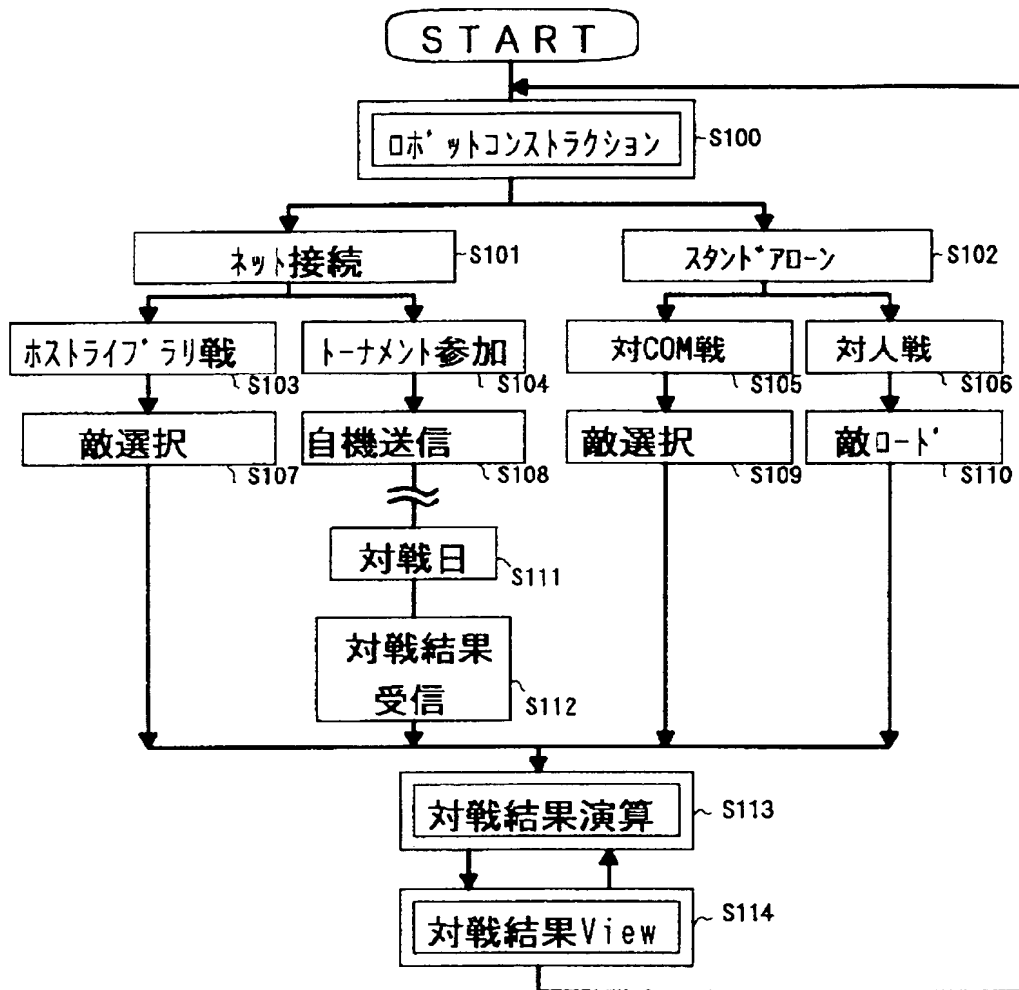 START
ロボットコンストラクション
S100
ネット接続
S101
スタンドアローン
S102
ホストライブラリ戦
S103
トーナメント参加
S104
対COM戦
S105
対人戦
S106
敵選択
S107
自機送信
S108
敵選択
S109
敵ロード
S110
対戦日
S111
対戦結果
受信
S112
対戦結果演算
S113
対戦結果View
S114